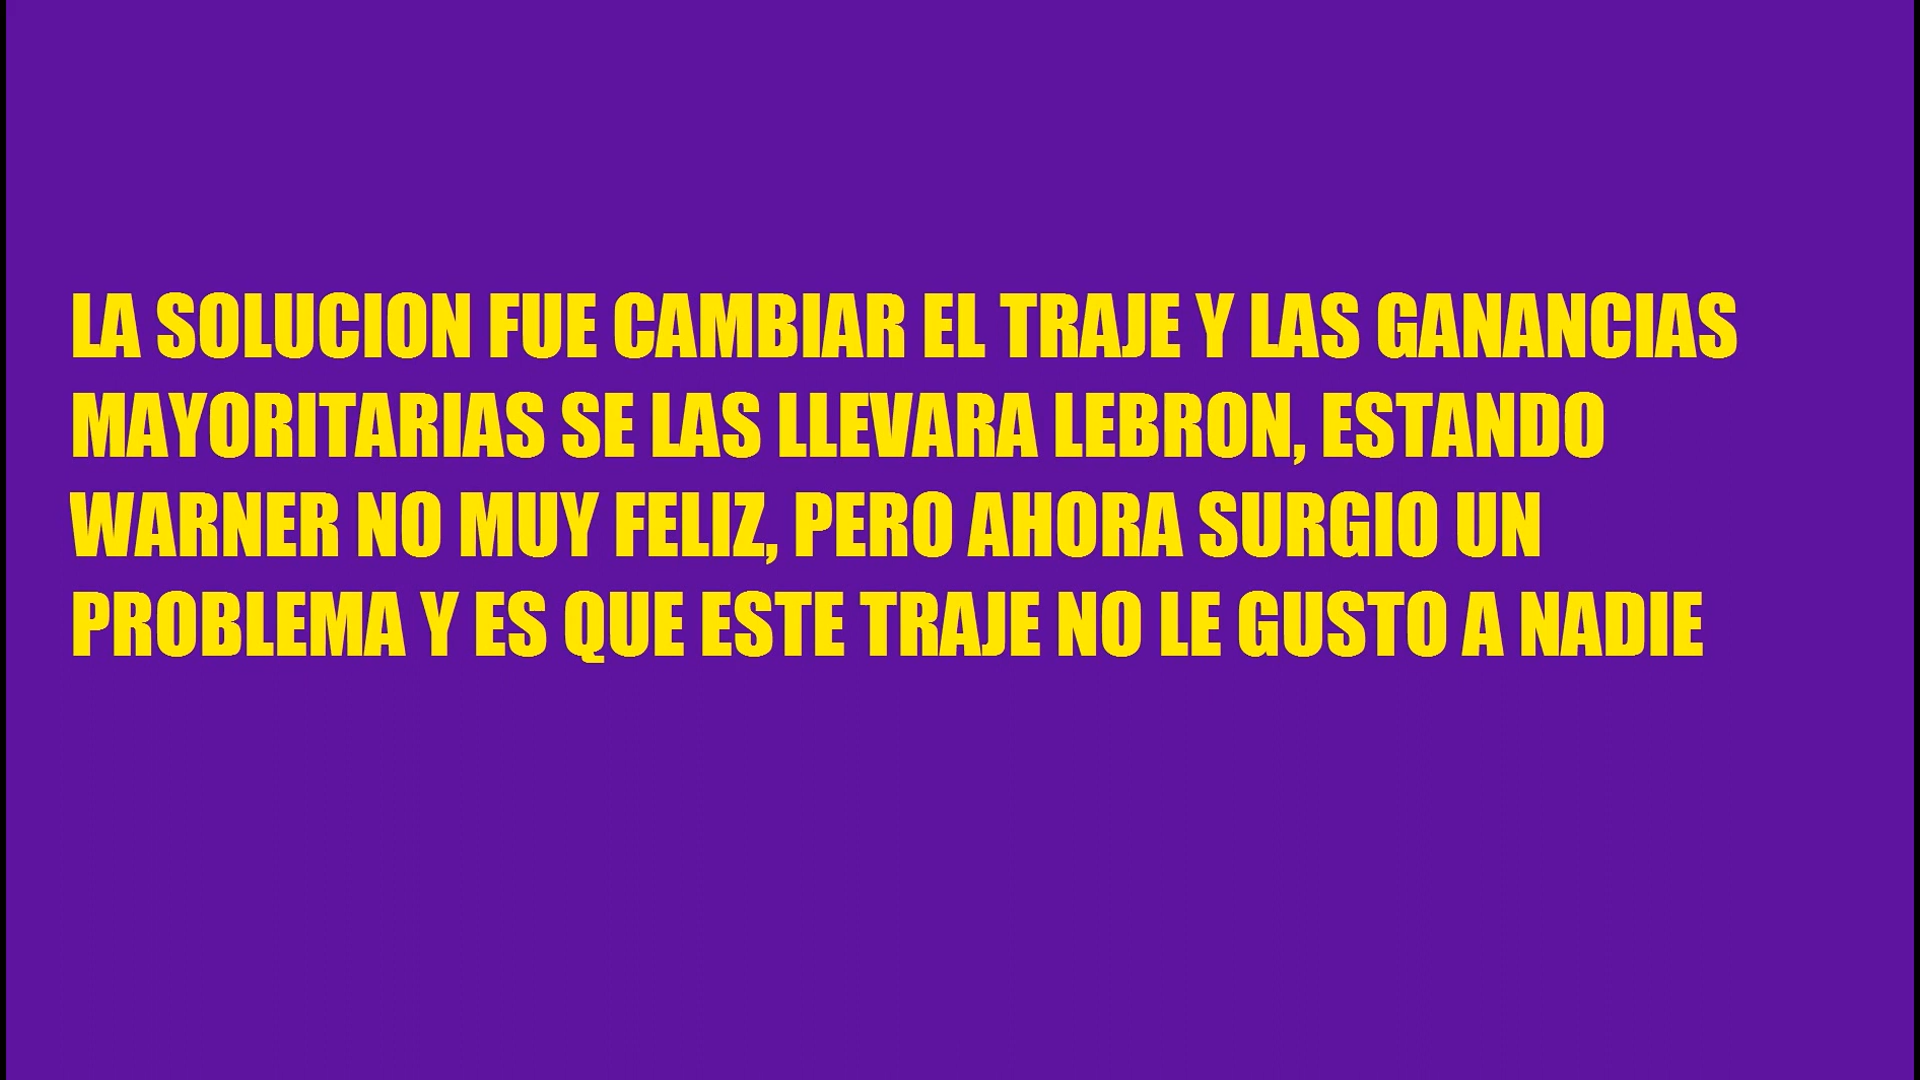 LA SOLUCION FUE CAMBIAR EL TRAJE Y LAS GANANCIAS
MAYORITARIAS SE LAS LLEVARA LEBRON, ESTANDO
WARNER NO MUY FELIZ, PERO AHORA SURGIO UN
PROBLEMA Y ES QUE ESTE TRAJE NO LE GUSTO A NADIE